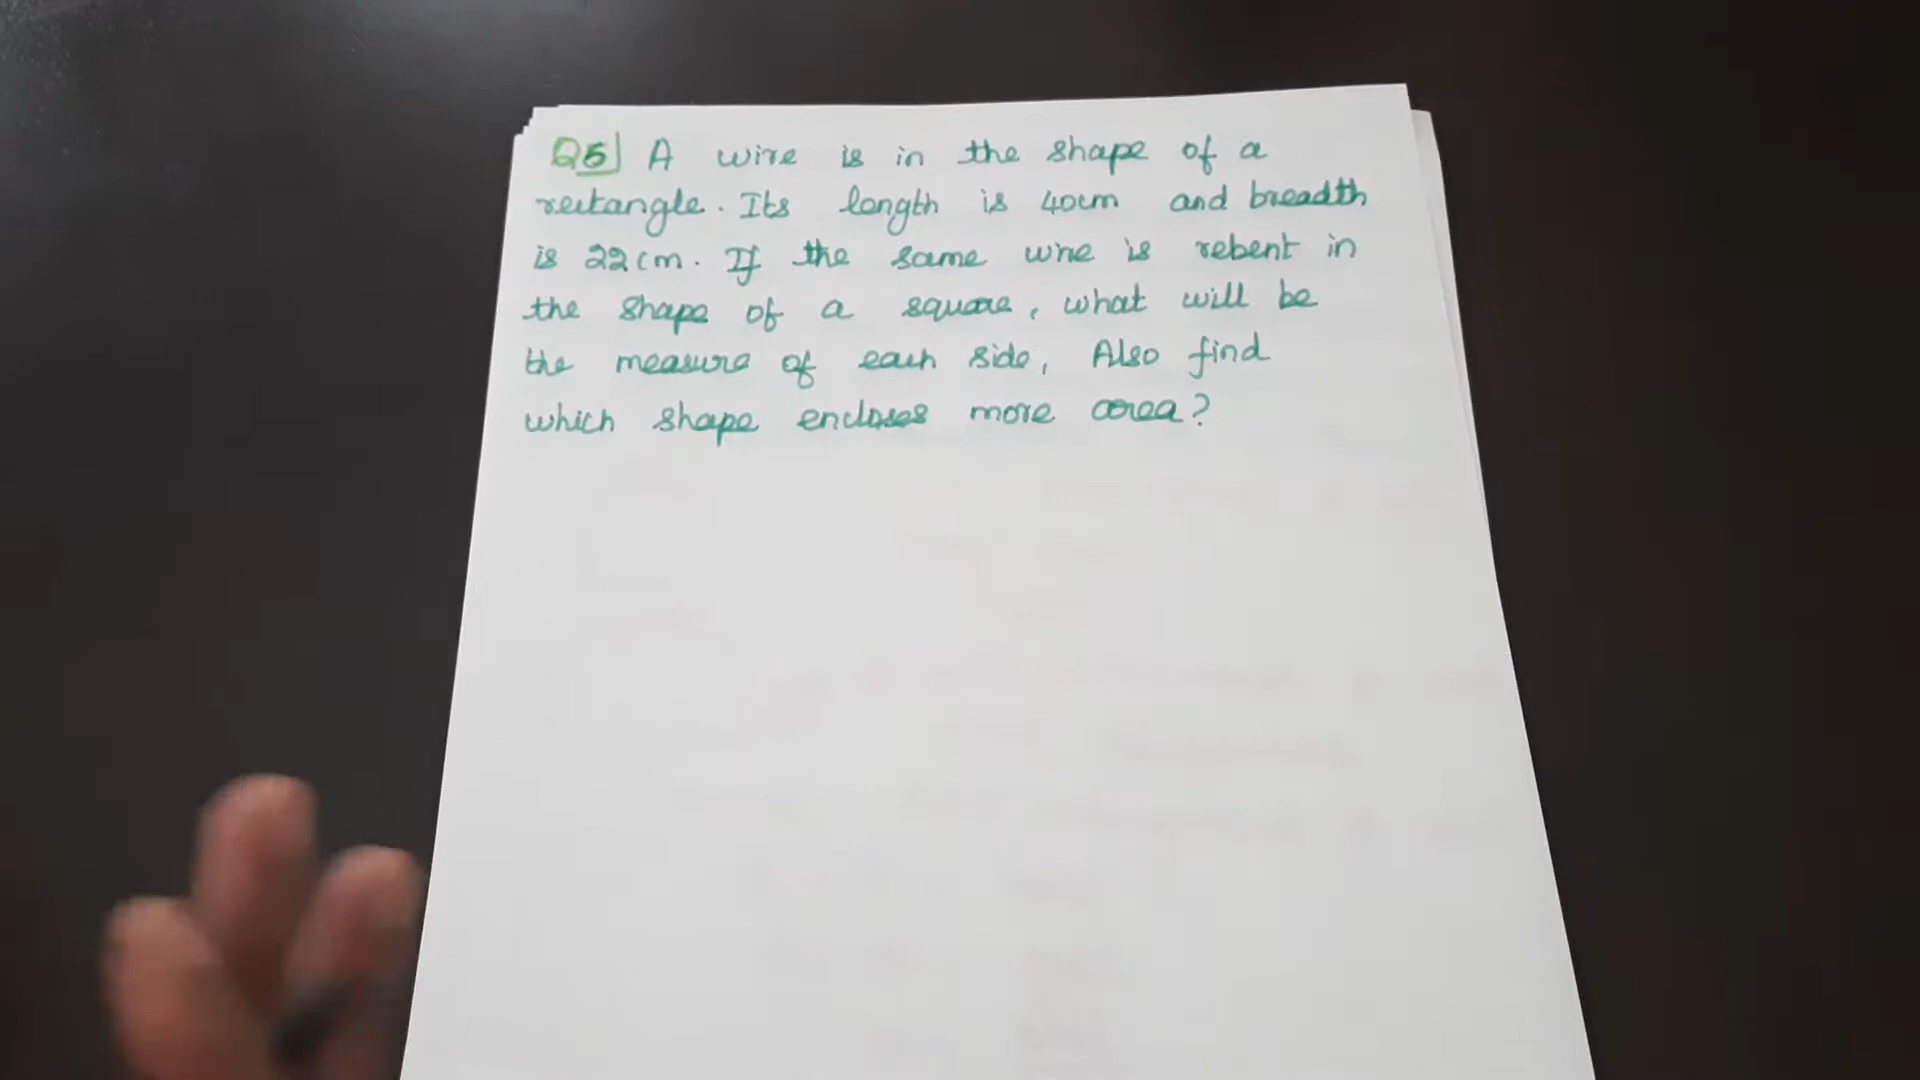 Q5 A wire is in the shape of a
rectangle. Its length is 40cm and breadth
is 22cm. If the same wire is rebent in
the shape of a square, what will be
the measure of each side, Also find
which shape encloses more area?